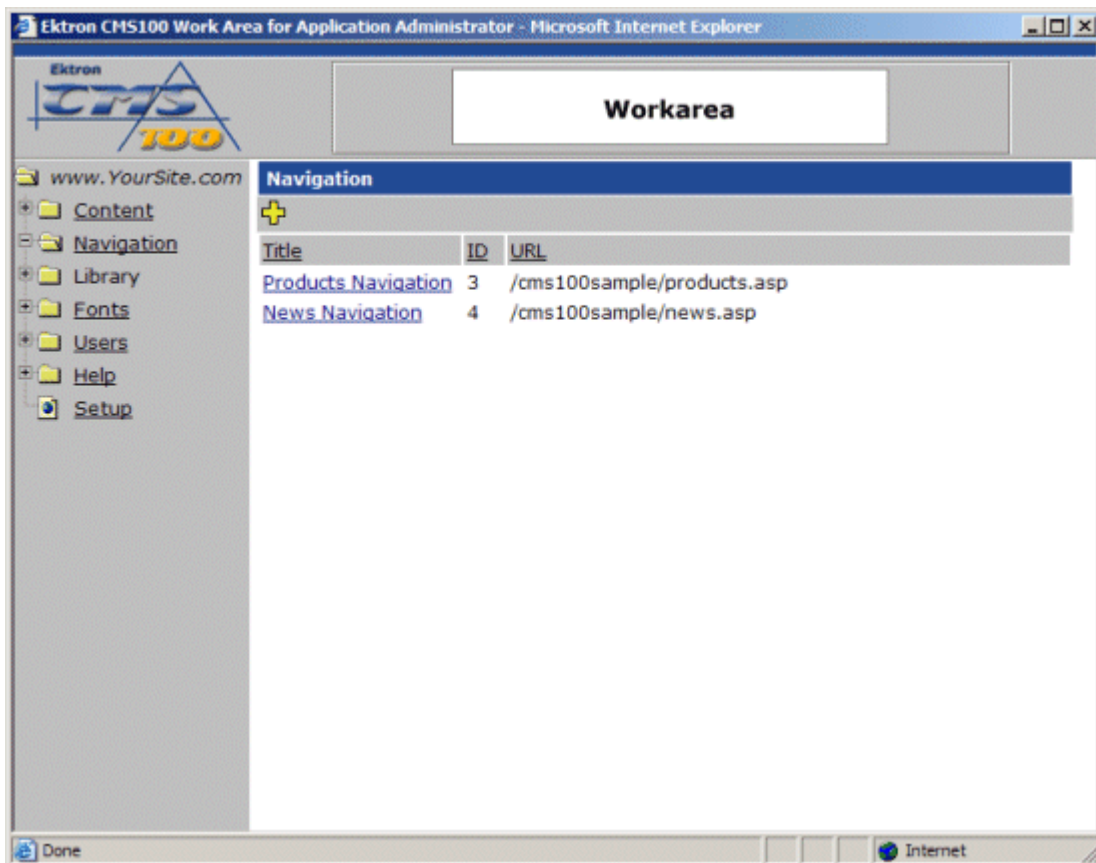 Ektron CMS100 Work Area for Application Administrator - Microsoft Internet Explorer
Ektron
CMS
100
Workarea
www.YourSite.com
Content
Navigation
Library
Fonts
Users
Help
Setup
Navigation
Title ID URL
Products Navigation 3 /cms100sample/products.asp
News Navigation 4 /cms100sample/news.asp
Done
Internet